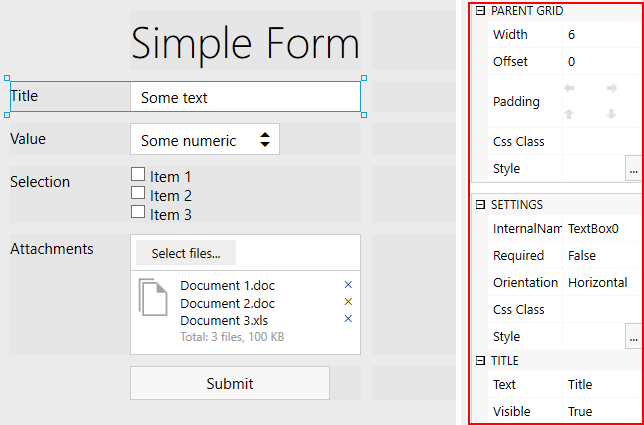 Simple Form
Title
Some text
Value
Some numeric
Selection
Item 1
Item 2
Item 3
Attachments
Select files...
Document 1.doc
Document 2.doc
Document 3.xls
Total: 3 files, 100 KB
Submit
PARENT GRID
Width 6
Offset 0
Padding
Css Class
Style ...
SETTINGS
InternalNam TextBox0
Required False
Orientation Horizontal
Css Class
Style ...
TITLE
Text Title
Visible True